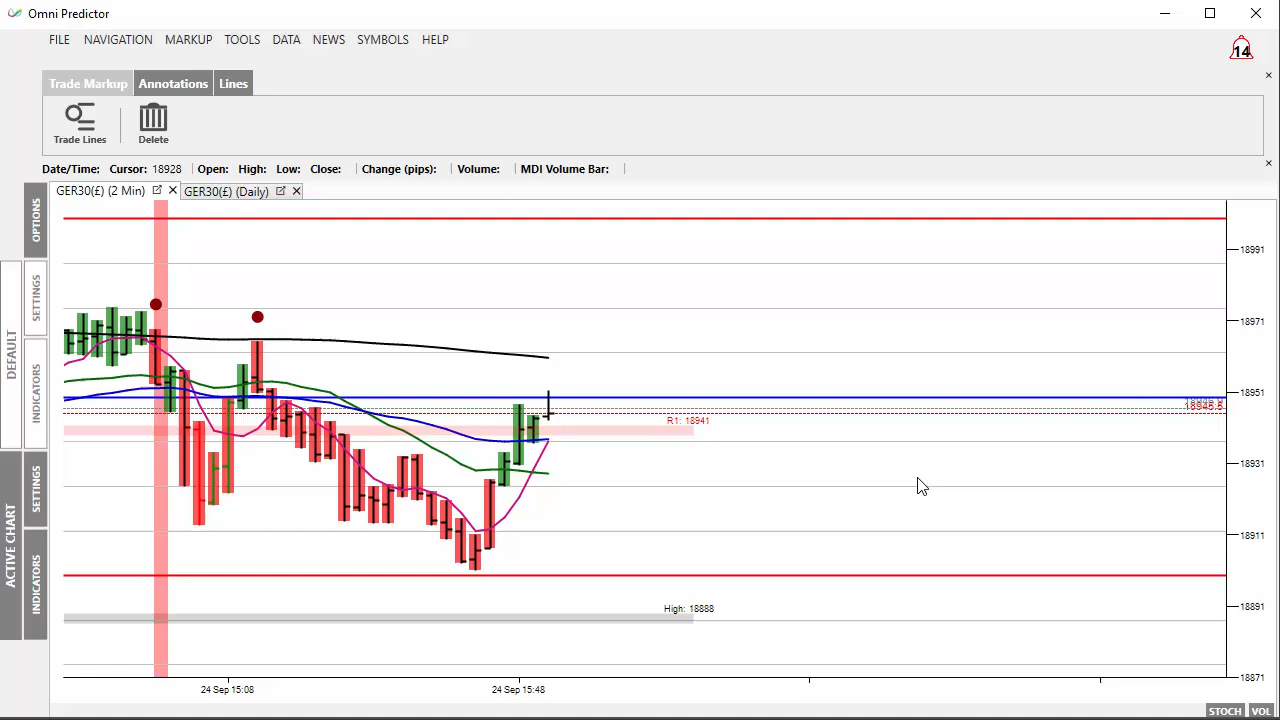 Omni Predictor
FILE NAVIGATION MARKUP TOOLS DATA NEWS SYMBOLS HELP
14
Trade Markup Annotations Lines
Trade Lines Delete
Date/Time: Cursor: 18928 Open: High: Low: Close: Change (pips): Volume: MDI Volume Bar:
GER30(£) (2 Min) GER30(£) (Daily)
OPTIONS
SETTINGS
INDICATORS
DEFAULT
SETTINGS
INDICATORS
ACTIVE CHART
18991
18971
18951
18945.5
R1: 18941
18931
18911
High: 18888
18891
18871
24 Sep 15:08 24 Sep 15:48
STOCH VOL